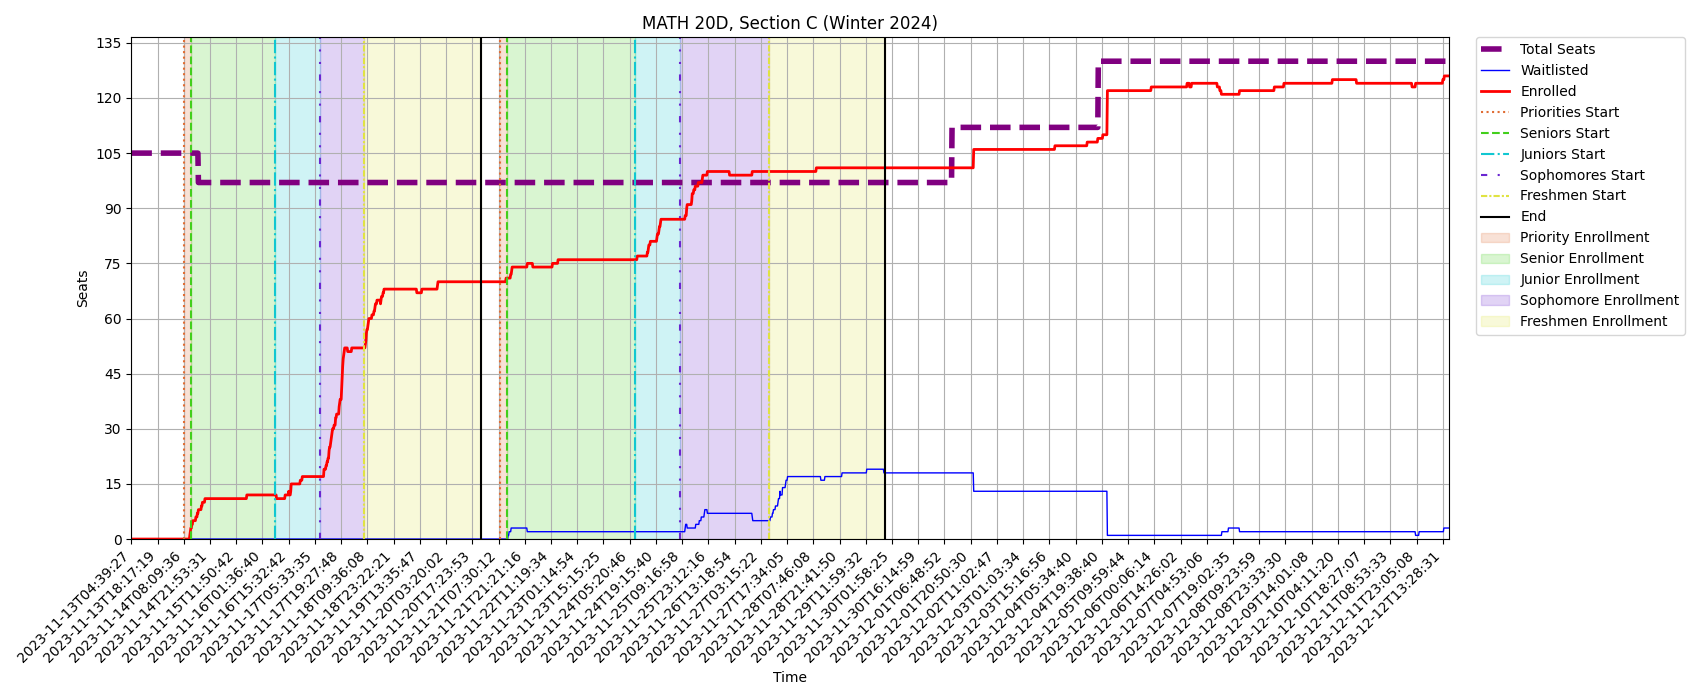 MATH 20D, Section C (Winter 2024)
Seats
135
120
105
90
75
60
45
30
15
0
2023-11-13T04:39:27
2023-11-13T18:17:19
2023-11-14T08:09:36
2023-11-14T21:53:31
2023-11-15T11:50:42
2023-11-16T01:36:40
2023-11-16T15:32:42
2023-11-17T05:33:35
2023-11-17T19:27:48
2023-11-18T09:36:08
2023-11-18T23:22:21
2023-11-19T13:35:47
2023-11-20T03:20:02
2023-11-20T17:23:53
2023-11-21T07:30:12
2023-11-21T21:21:16
2023-11-22T11:19:34
2023-11-23T01:14:54
2023-11-23T15:15:25
2023-11-24T05:20:46
2023-11-24T19:15:40
2023-11-25T09:16:58
2023-11-25T23:12:16
2023-11-26T13:18:54
2023-11-27T03:15:22
2023-11-27T17:34:05
2023-11-28T07:46:08
2023-11-28T21:41:50
2023-11-29T11:59:32
2023-11-30T01:58:25
2023-11-30T16:14:59
2023-12-01T06:48:52
2023-12-01T20:50:30
2023-12-02T11:02:47
2023-12-03T01:03:34
2023-12-03T15:16:56
2023-12-04T05:34:40
2023-12-04T19:38:40
2023-12-05T09:59:44
2023-12-06T00:06:14
2023-12-06T14:26:02
2023-12-07T04:53:06
2023-12-07T19:02:35
2023-12-08T09:23:59
2023-12-08T23:33:30
2023-12-09T14:01:08
2023-12-10T04:11:20
2023-12-10T18:27:07
2023-12-11T08:53:33
2023-12-11T23:05:08
2023-12-12T13:28:31
Time
Total Seats
Waitlisted
Enrolled
Priorities Start
Seniors Start
Juniors Start
Sophomores Start
Freshmen Start
End
Priority Enrollment
Senior Enrollment
Junior Enrollment
Sophomore Enrollment
Freshmen Enrollment